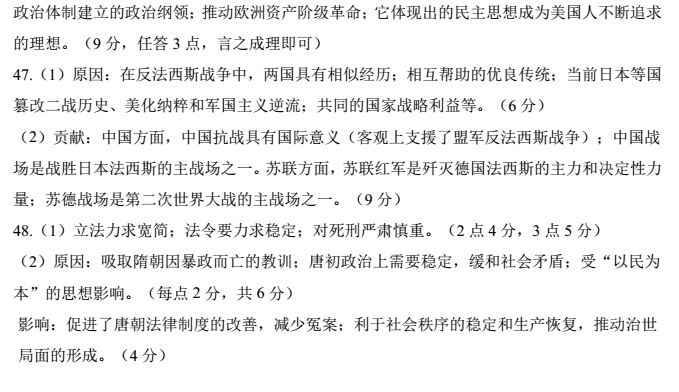 政治体制建立的政治纲领；推动欧洲资产阶级革命；它体现出的民主思想成为美国人不断追求
的理想。（9 分，任答 3 点，言之成理即可）
47.（1）原因：在反法西斯战争中，两国具有相似经历；相互帮助的优良传统；当前日本等国
篡改二战历史、美化纳粹和军国主义逆流；共同的国家战略利益等。（6 分）
（2）贡献：中国方面，中国抗战具有国际意义（客观上支援了盟军反法西斯战争）；中国战
场是战胜日本法西斯的主战场之一。苏联方面，苏联红军是歼灭德国法西斯的主力和决定性力
量；苏德战场是第二次世界大战的主战场之一。（9 分）
48.（1）立法力求宽简；法令要力求稳定；对死刑严肃慎重。（2 点 4 分，3 点 5 分）
（2）原因：吸取隋朝因暴政而亡的教训；唐初政治上需要稳定，缓和社会矛盾；受“以民为
本”的思想影响。（每点 2 分，共 6 分）
影响：促进了唐朝法律制度的改善，减少冤案；利于社会秩序的稳定和生产恢复，推动治世
局面的形成。（4 分）